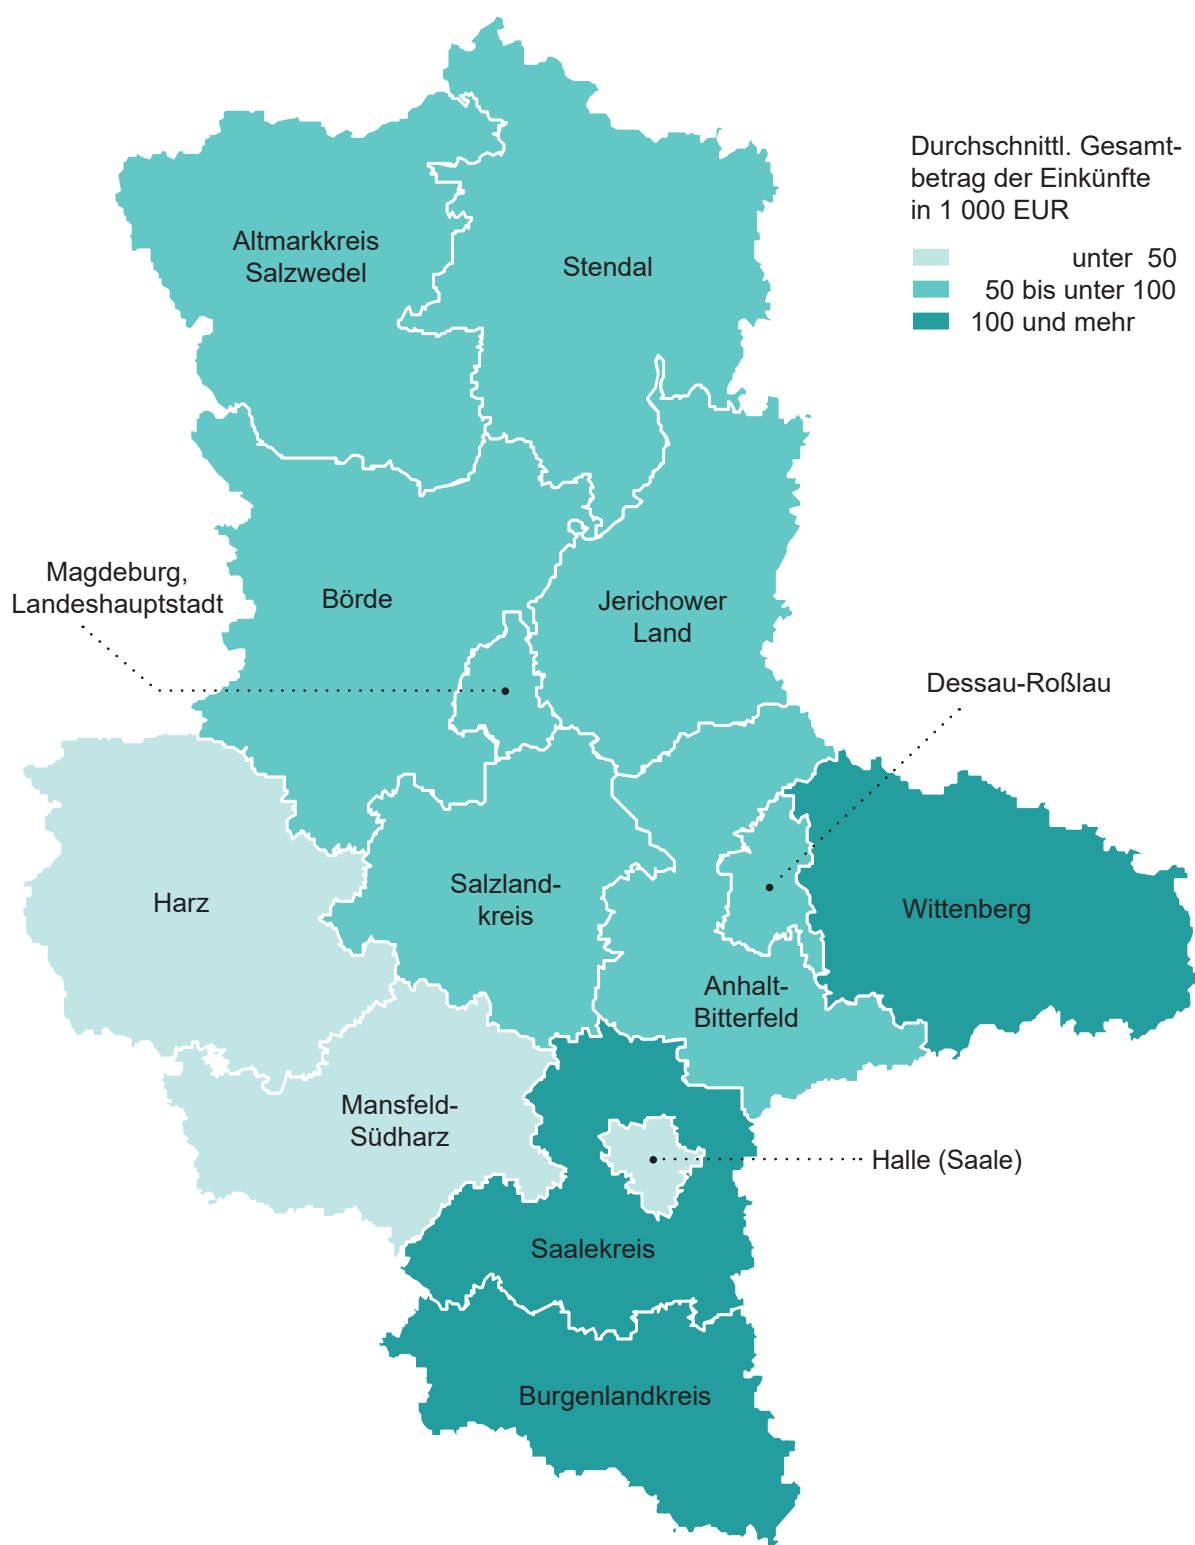 Durchschnittl. Gesamt-
betrag der Einkünfte
in 1 000 EUR
unter 50
50 bis unter 100
100 und mehr
Altmarkkreis
Salzwedel
Stendal
Magdeburg,
Landeshauptstadt
Börde
Jerichower
Land
Dessau-Roßlau
Harz
Salzland-
kreis
Wittenberg
Anhalt-
Bitterfeld
Mansfeld-
Südharz
Halle (Saale)
Saalekreis
Burgenlandkreis